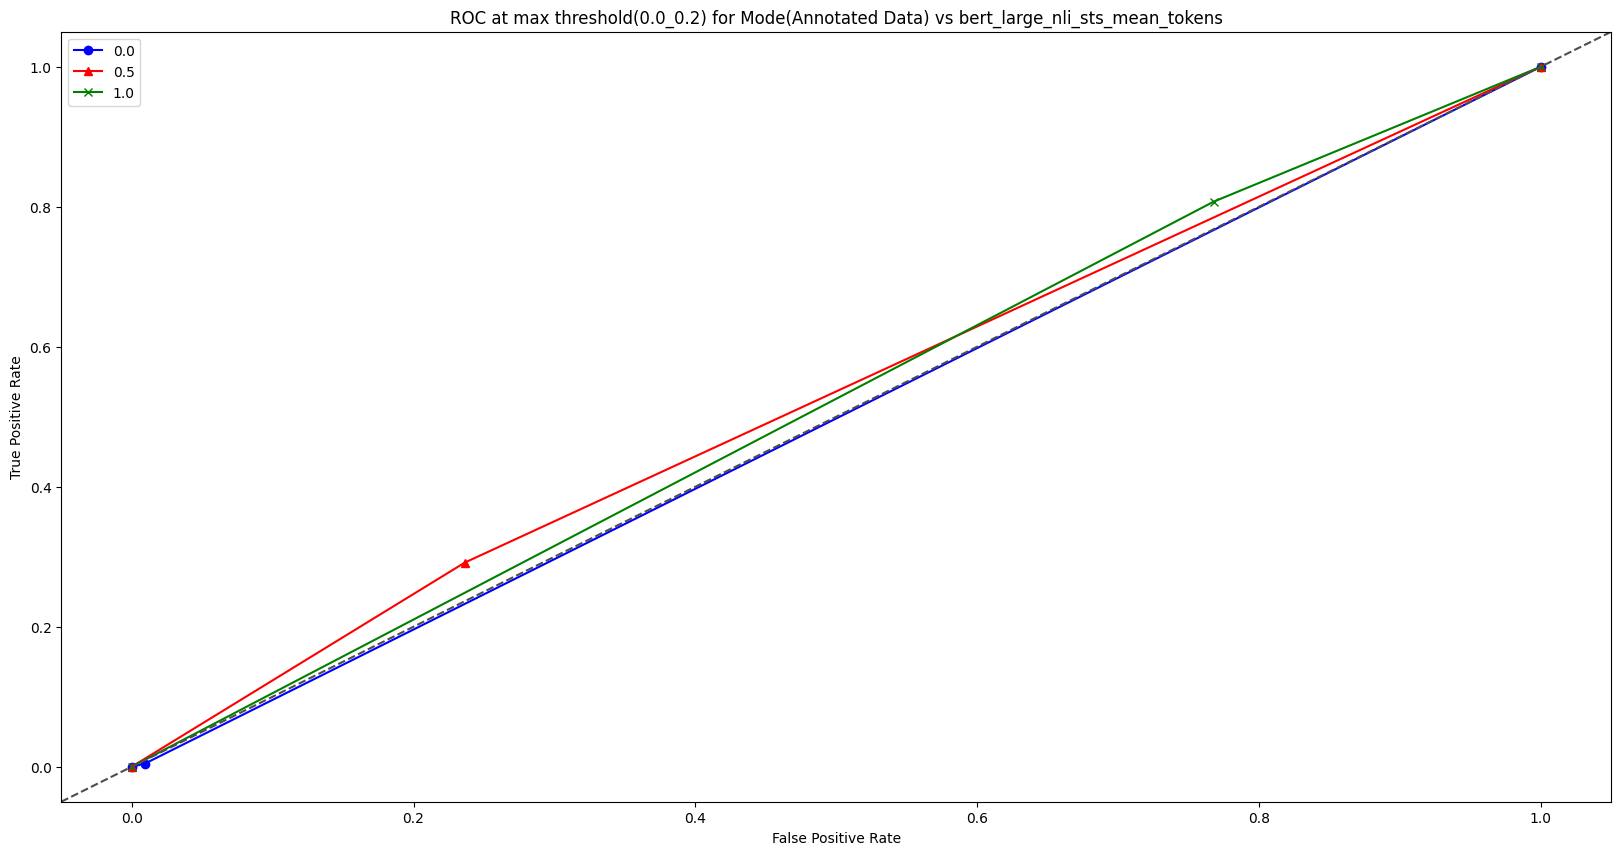 ROC at max threshold(0.0_0.2) for Mode(Annotated Data) vs bert_large_nli_sts_mean_tokens
0.0
0.5
1.0
1.0
0.8
0.6
0.4
0.2
0.0
True Positive Rate
0.0 0.2 0.4 0.6 0.8 1.0
False Positive Rate